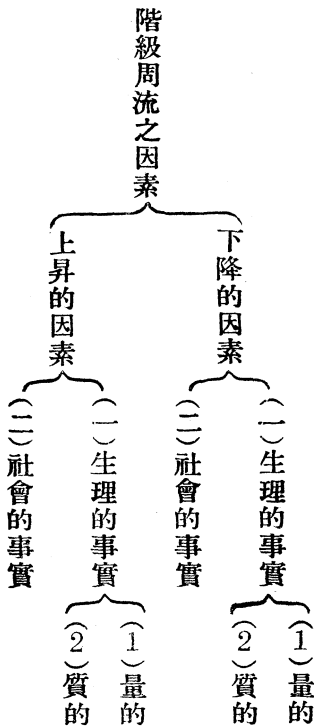 階級周流之因素
下降的因素
(一)生理的事實
(1)量的
(2)質的
(二)社會的事實
上昇的因素
(一)生理的事實
(1)量的
(2)質的
(二)社會的事實